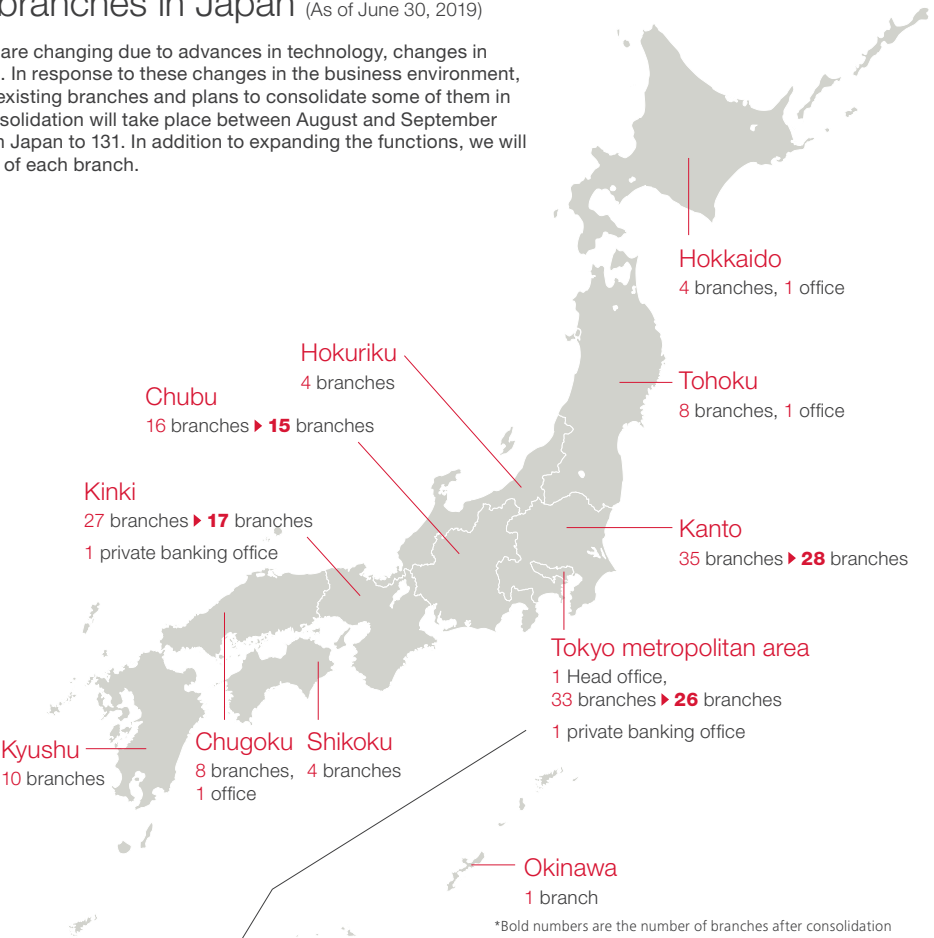 branches in Japan (As of June 30, 2019)
are changing due to advances in technology, changes in
. In response to these changes in the business environment,
existing branches and plans to consolidate some of them in
solidation will take place between August and September
n Japan to 131. In addition to expanding the functions, we will
of each branch.
Hokkaido
4 branches, 1 office
Hokuriku
4 branches
Tohoku
8 branches, 1 office
Chubu
16 branches ▶ 15 branches
Kinki
27 branches ▶ 17 branches
1 private banking office
Kanto
35 branches ▶ 28 branches
Tokyo metropolitan area
1 Head office,
33 branches ▶ 26 branches
1 private banking office
Kyushu
10 branches
Chugoku
8 branches,
1 office
Shikoku
4 branches
Okinawa
1 branch
*Bold numbers are the number of branches after consolidation